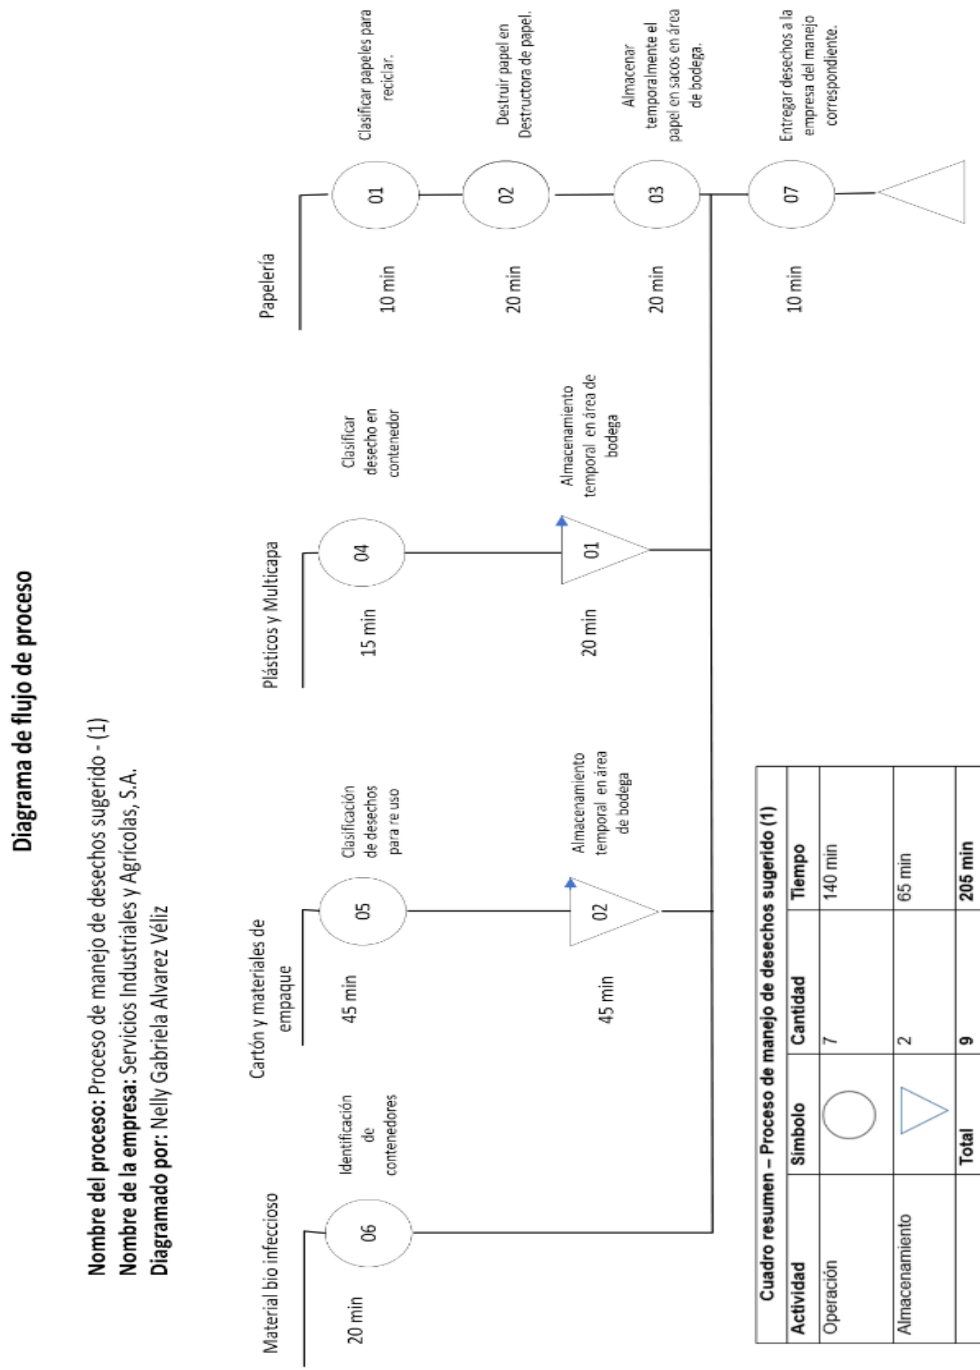 Diagrama de flujo de proceso
Nombre del proceso: Proceso de manejo de desechos sugerido - (1)
Nombre de la empresa: Servicios Industriales y Agrícolas, S.A.
Diagramado por: Nelly Gabriela Alvarez Véliz
Material bio infeccioso
20 min
06
Identificación
de
contenedores
Cartón y materiales de
empaque
45 min
05
Clasificación
de desechos
para re uso
45 min
02
Almacenamiento
temporal en área
de bodega
Plásticos y Multicapa
15 min
04
Clasificar
desecho en
contenedor
20 min
01
Almacenamiento
temporal en área de
bodega
Papelería
10 min
01
Clasificar papeles para
reciclar.
20 min
02
Destruir papel en
Destructora de papel.
20 min
03
Almacenar
temporalmente el
papel en sacos en área
de bodega.
10 min
07
Entregar desechos a la
empresa del manejo
correspondiente.
Cuadro resumen – Proceso de manejo de desechos sugerido (1)
Actividad Símbolo Cantidad Tiempo
Operación 7 140 min
Almacenamiento 2 65 min
Total 9 205 min